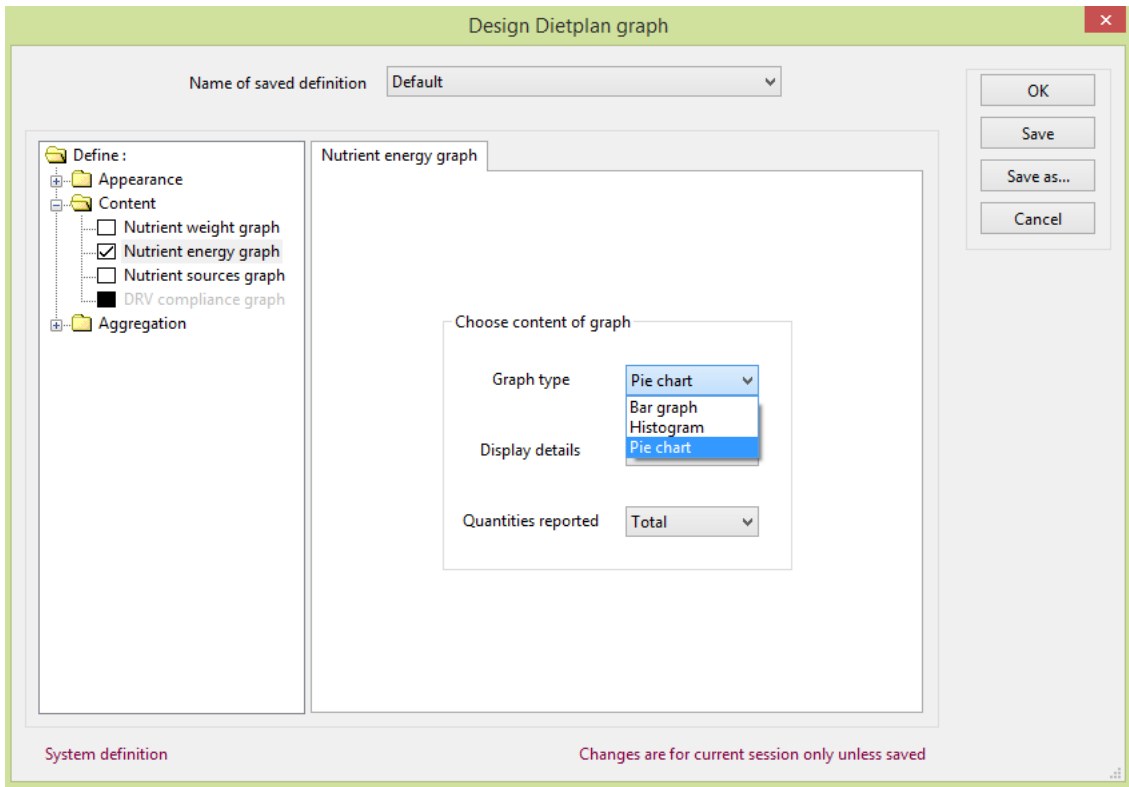 Design Dietplan graph
Name of saved definition
Default
OK
Save
Save as...
Cancel
Define :
Appearance
Content
Nutrient weight graph
Nutrient energy graph
Nutrient sources graph
DRV compliance graph
Aggregation
Nutrient energy graph
Choose content of graph
Graph type
Pie chart
Bar graph
Histogram
Pie chart
Display details
Quantities reported
Total
System definition
Changes are for current session only unless saved